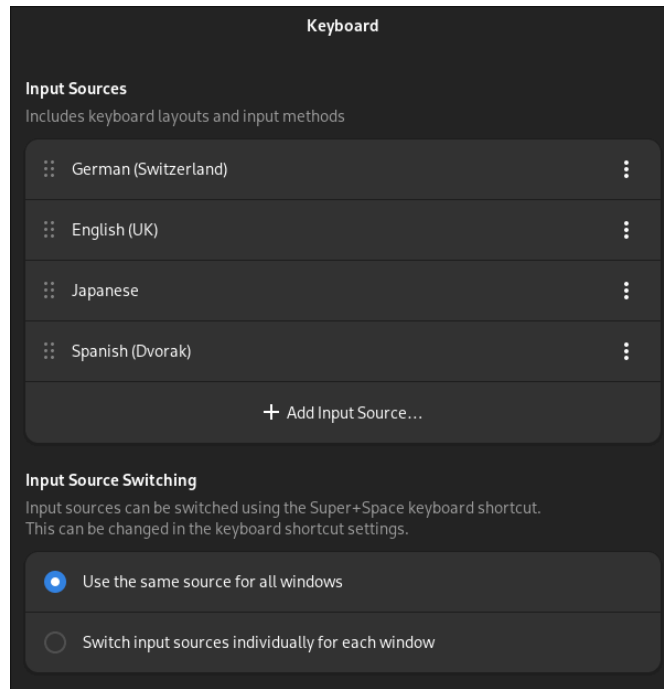 Keyboard
Input Sources
Includes keyboard layouts and input methods
German (Switzerland)
English (UK)
Japanese
Spanish (Dvorak)
+ Add Input Source...
Input Source Switching
Input sources can be switched using the Super+Space keyboard shortcut.
This can be changed in the keyboard shortcut settings.
Use the same source for all windows
Switch input sources individually for each window